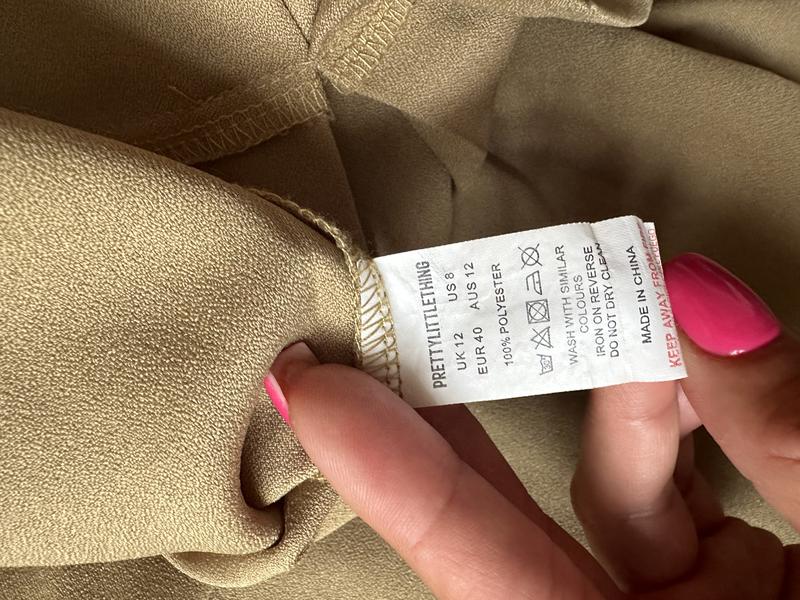 PRETTYLITTLETHING
UK 12 US 8
EUR 40 AUS 12
100% POLYESTER
WASH WITH SIMILAR
COLOURS
IRON ON REVERSE
DO NOT DRY CLEAN
MADE IN CHINA
KEEP AWAY FROM